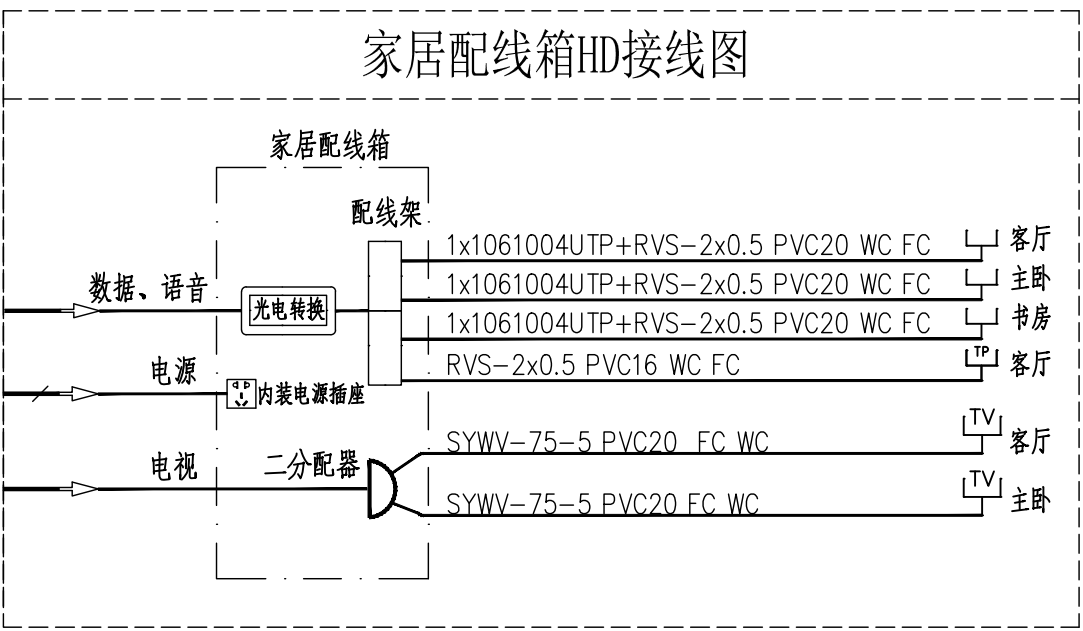 家居配线箱HD接线图
家居配线箱
配线架
1x1061004UTP+RVS-2x0.5 PVC20 WC FC
客厅
数据、语音
1x1061004UTP+RVS-2x0.5 PVC20 WC FC
主卧
光电转换
1x1061004UTP+RVS-2x0.5 PVC20 WC FC
书房
电源
RVS-2x0.5 PVC16 WC FC
TP
客厅
内装电源插座
电视
二分配器
SYWV-75-5 PVC20 FC WC
TV
客厅
SYWV-75-5 PVC20 FC WC
TV
主卧